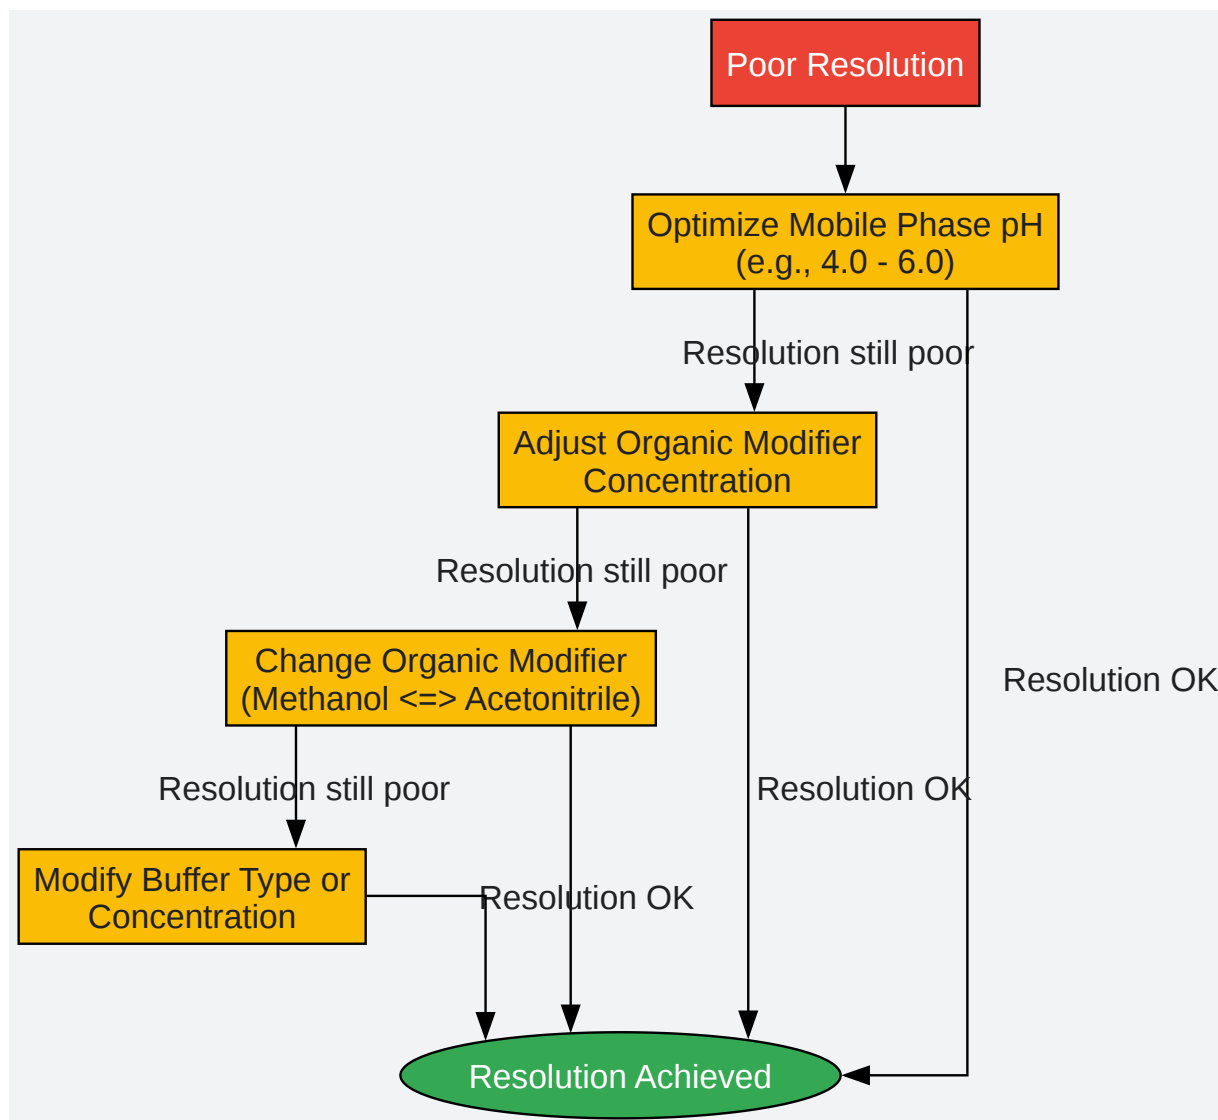 Poor Resolution
Optimize Mobile Phase pH
(e.g., 4.0 - 6.0)
Resolution still poor
Adjust Organic Modifier
Concentration
Resolution still poor
Change Organic Modifier
(Methanol <=> Acetonitrile)
Resolution OK
Resolution still poor
Resolution OK
Modify Buffer Type or
Concentration
Resolution OK
Resolution Achieved